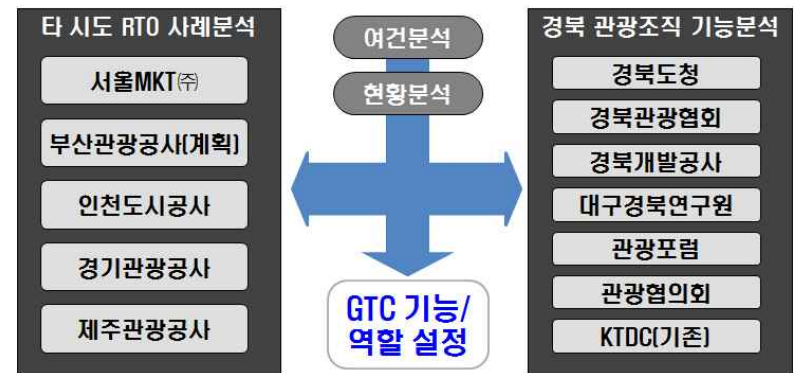 타 시도 RTO 사례분석
서울MKT㈜
부산관광공사(계획)
인천도시공사
경기관광공사
제주관광공사
여건분석
현황분석
GTC 기능/
역할 설정
경북 관광조직 기능분석
경북도청
경북관광협회
경북개발공사
대구경북연구원
관광포럼
관광협의회
KTDC(기존)